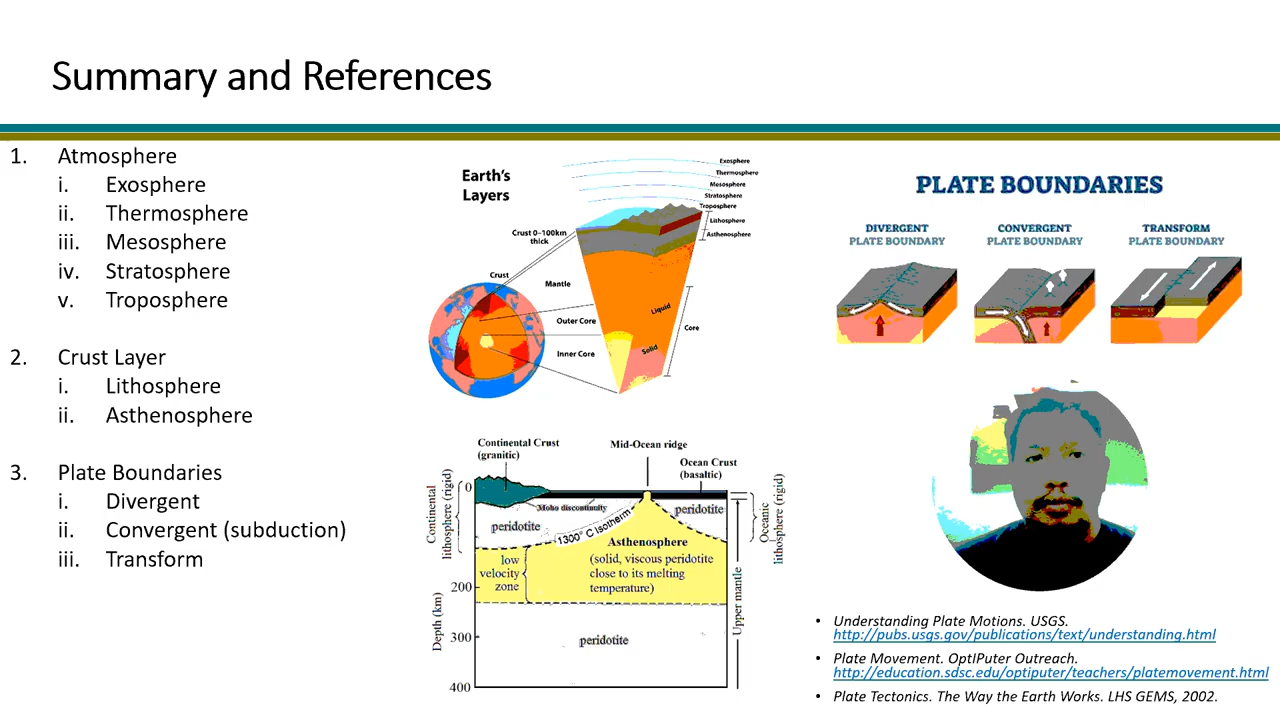 Summary and References
1. Atmosphere
i. Exosphere
ii. Thermosphere
iii. Mesosphere
iv. Stratosphere
v. Troposphere
2. Crust Layer
i. Lithosphere
ii. Asthenosphere
3. Plate Boundaries
i. Divergent
ii. Convergent (subduction)
iii. Transform
Earth's
Layers
Exosphere
Thermosphere
Mesosphere
Stratosphere
Troposphere
Lithosphere
Asthenosphere
Crust 0–100km
thick
Crust
Mantle
Outer Core
Inner Core
Liquid
Solid
Core
Continental Crust
(granitic)
Mid-Ocean ridge
Ocean Crust
(basaltic)
Continental
lithosphere (rigid)
Oceanic
lithosphere (rigid)
0
Moho discontinuity
peridotite
peridotite
1300° C Isotherm
Asthenosphere
(solid, viscous peridotite
close to its melting
temperature)
low
velocity
zone
Upper mantle
Depth (km)
200
300
400
peridotite
PLATE BOUNDARIES
DIVERGENT
PLATE BOUNDARY
CONVERGENT
PLATE BOUNDARY
TRANSFORM
PLATE BOUNDARY
• Understanding Plate Motions. USGS.
http://pubs.usgs.gov/publications/text/understanding.html
• Plate Movement. OptIPuter Outreach.
http://education.sdsc.edu/optiputer/teachers/platemovement.html
• Plate Tectonics. The Way the Earth Works. LHS GEMS, 2002.